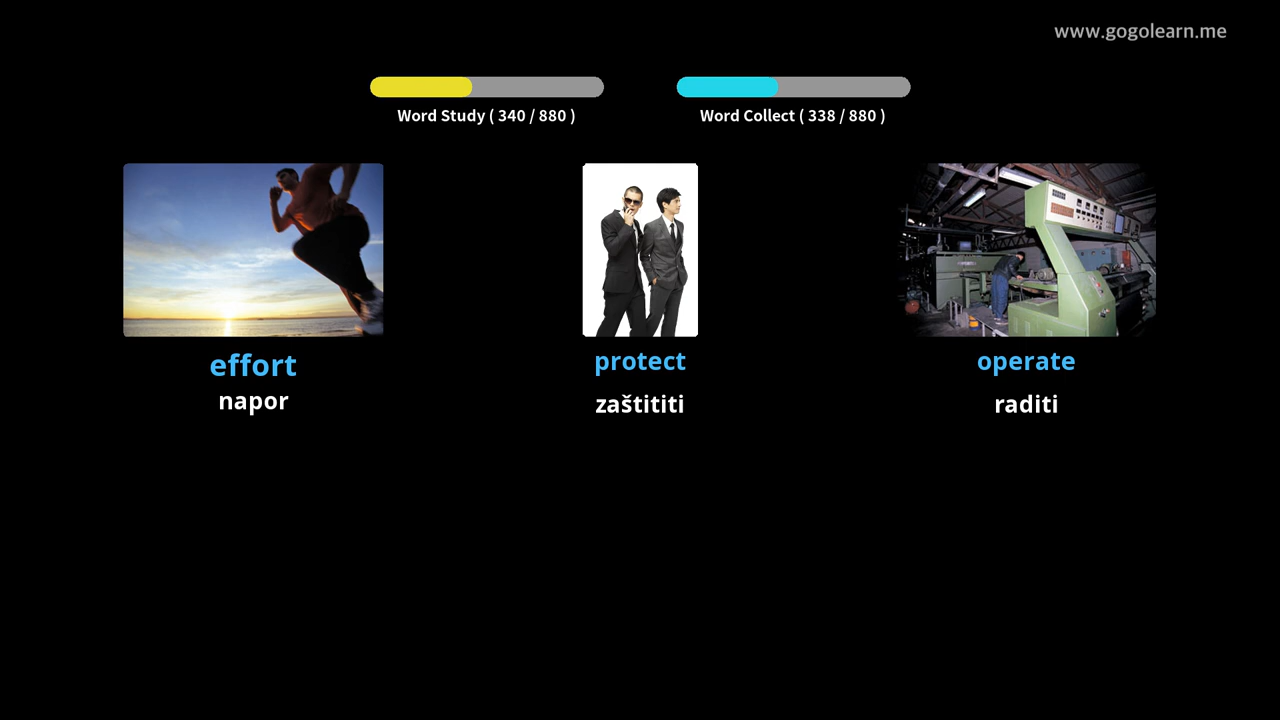 www.gogolearn.me
Word Study ( 340 / 880 )
Word Collect ( 338 / 880 )
effort
napor
protect
zaštititi
operate
raditi